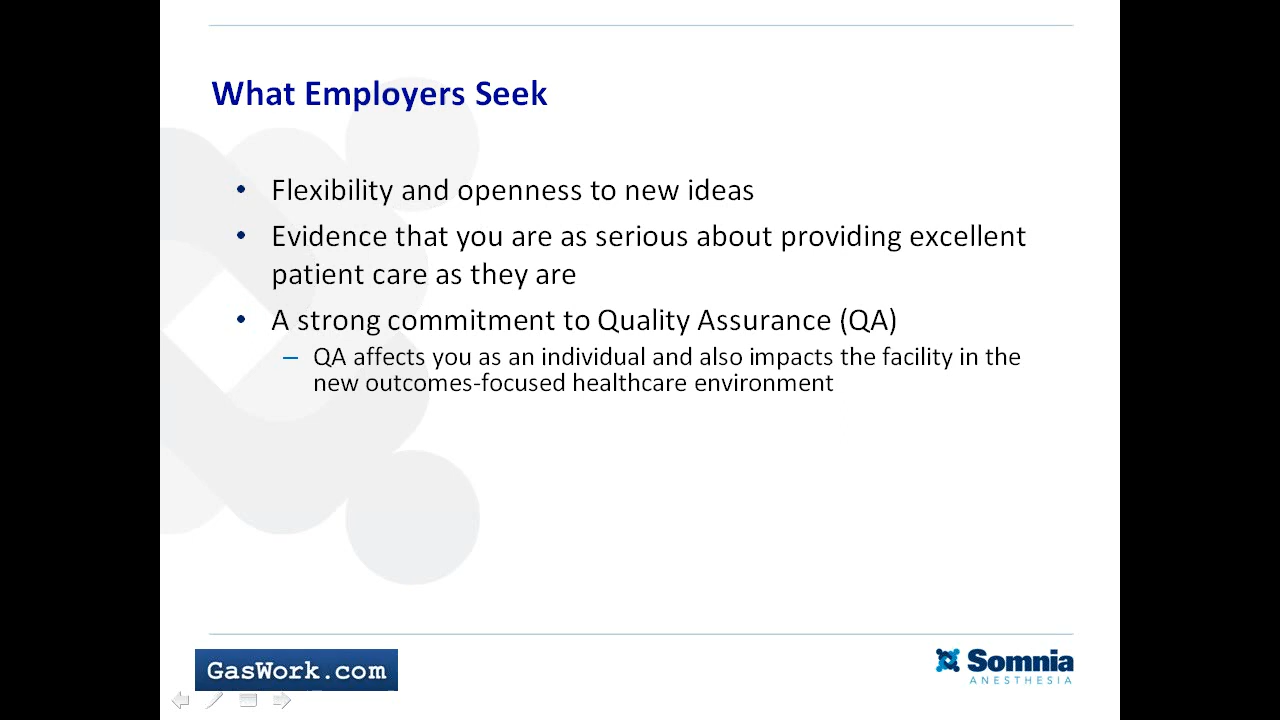 What Employers Seek
• Flexibility and openness to new ideas
• Evidence that you are as serious about providing excellent
patient care as they are
• A strong commitment to Quality Assurance (QA)
– QA affects you as an individual and also impacts the facility in the
new outcomes-focused healthcare environment
GasWork.com
Somnia
ANESTHESIA